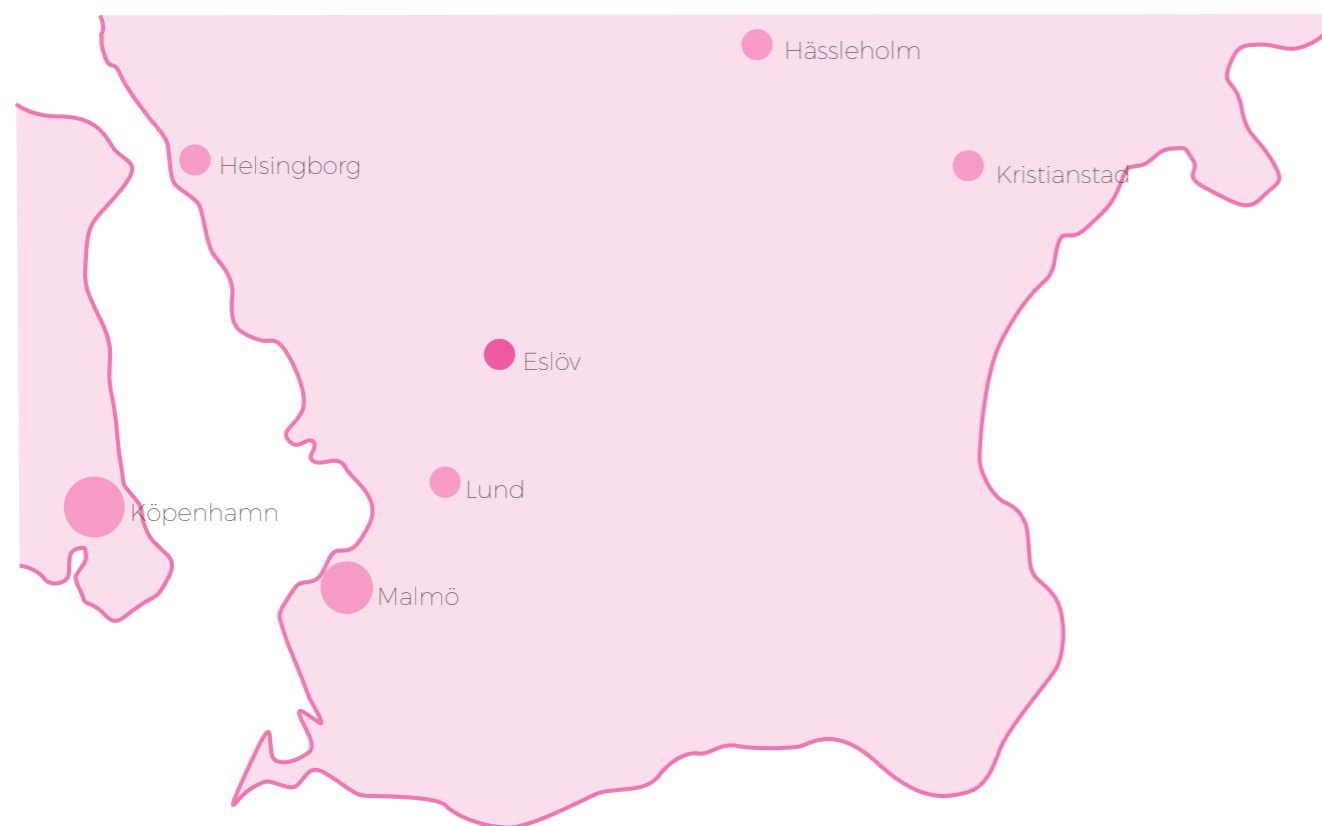 Hässleholm
Helsingborg
Kristianstad
Eslöv
Lund
Köpenhamn
Malmö